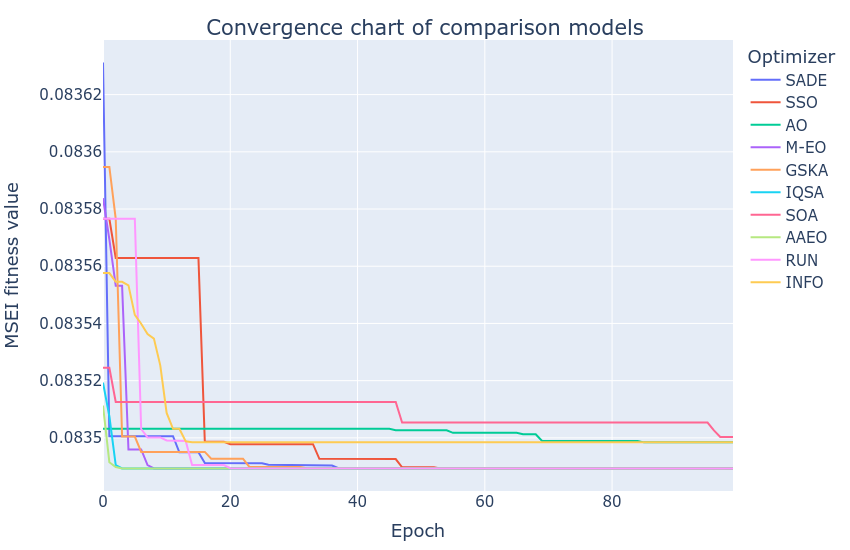 Convergence chart of comparison models
MSEI fitness value
0.08362
0.0836
0.08358
0.08356
0.08354
0.08352
0.0835
0
20
40
60
80
Epoch
Optimizer
SADE
SSO
AO
M-EO
GSKA
IQSA
SOA
AAEO
RUN
INFO